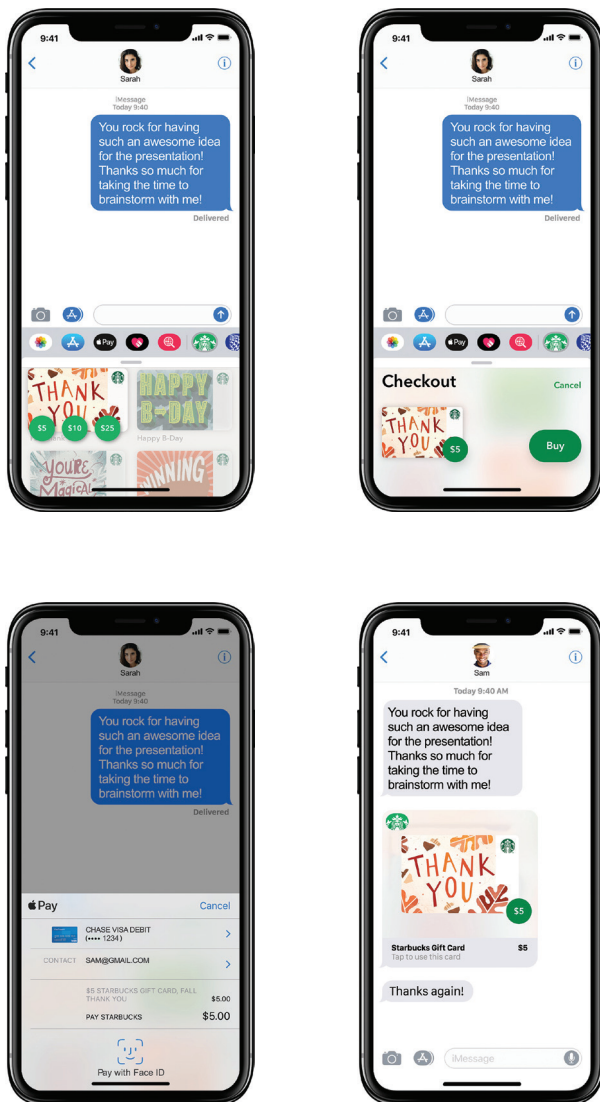 9:41
Sarah
iMessage
Today 9:40
You rock for having
such an awesome idea
for the presentation!
Thanks so much for
taking the time to
brainstorm with me!
Delivered
Pay
THANK
YOU
$5
$10
$25
HAPPY
B-DAY
Happy B-Day
YOU'RE
MagicAl
WINNING
9:41
Sarah
iMessage
Today 9:40
You rock for having
such an awesome idea
for the presentation!
Thanks so much for
taking the time to
brainstorm with me!
Delivered
Pay
Checkout
Cancel
THANK
YOU
$5
Buy
9:41
Sarah
iMessage
Today 9:40
You rock for having
such an awesome idea
for the presentation!
Thanks so much for
taking the time to
brainstorm with me!
Delivered
Pay
Cancel
CHASE VISA DEBIT
(•••• 1234)
CONTACT SAM@GMAIL.COM
$5 STARBUCKS GIFT CARD, FALL
THANK YOU $5.00
PAY STARBUCKS $5.00
Pay with Face ID
9:41
Sam
Today 9:40 AM
You rock for having
such an awesome idea
for the presentation!
Thanks so much for
taking the time to
brainstorm with me!
THANK
YOU
$5
Starbucks Gift Card $5
Tap to use this card
Thanks again!
iMessage